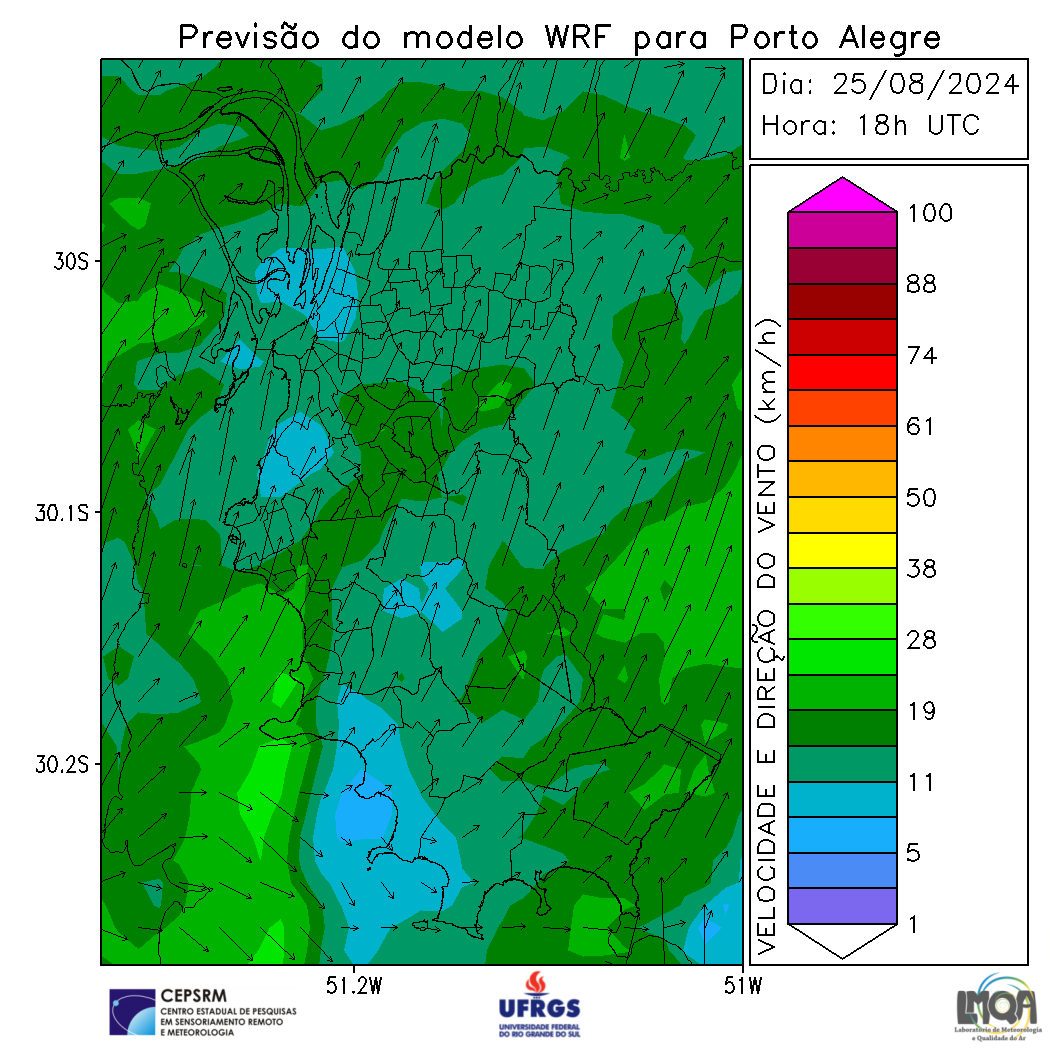 Previsão do modelo WRF para Porto Alegre
Dia: 25/08/2024
Hora: 18h UTC
30S
30.1S
30.2S
51.2W
51W
VELOCIDADE E DIREÇÃO DO VENTO (km/h)
100
88
74
61
50
38
28
19
11
5
1
CEPSRM
CENTRO ESTADUAL DE PESQUISAS
EM SENSORIAMENTO REMOTO
E METEOROLOGIA
UFRGS
UNIVERSIDADE FEDERAL
DO RIO GRANDE DO SUL
LMQA
Laboratório de Meteorologia
e Qualidade do Ar